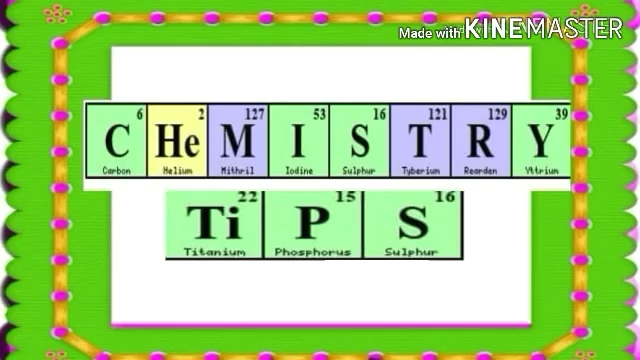 Made with KINEMASTER
6 2 127 53 16 121 129 39
C He M I S T R Y
Carbon Helium Mithril Iodine Sulphur Tyberium Rearden Yttrium
22 15 16
Ti P S
Titanium Phosphorus Sulphur